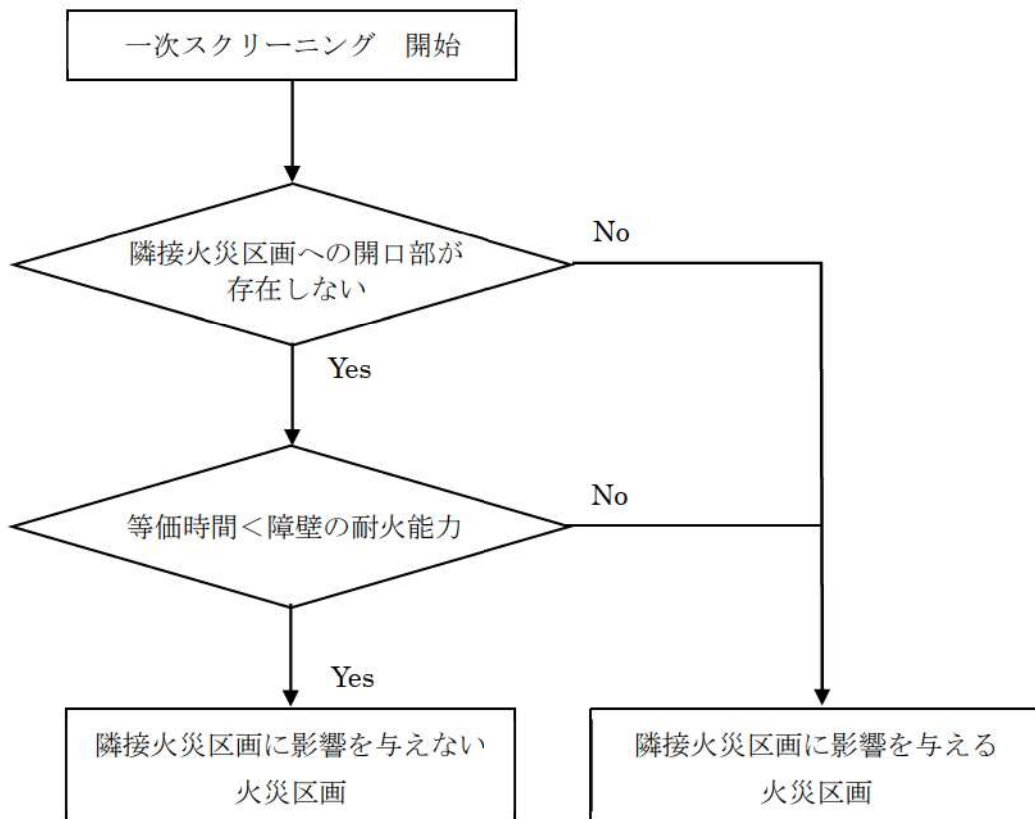 一次スクリーニング　開始
隣接火災区画への開口部が
存在しない
No
Yes
等価時間＜障壁の耐火能力
No
Yes
隣接火災区画に影響を与えない
火災区画
隣接火災区画に影響を与える
火災区画